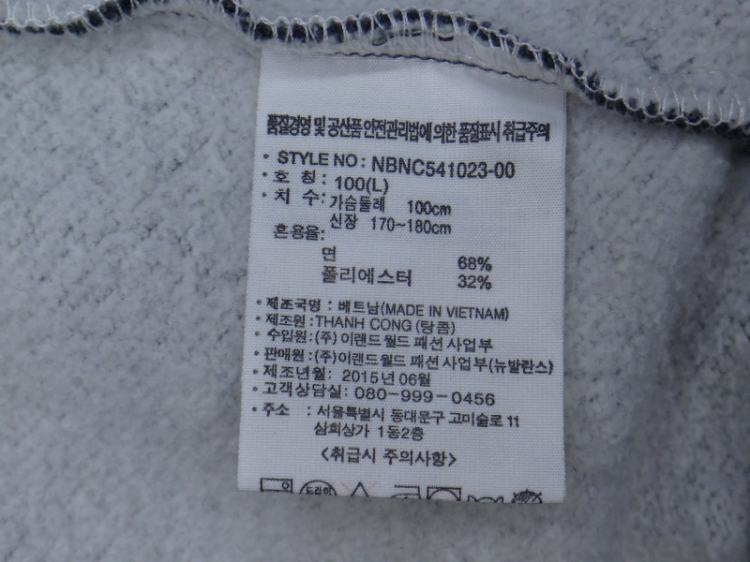 품질경영 및 공산품 안전관리법에 의한 품질표시 취급주의
• STYLE NO : NBNC541023-00
• 호 칭 : 100(L)
• 치 수 : 가슴둘레 100cm
신장 170~180cm
혼용율:
면 68%
폴리에스터 32%
• 제조국명 : 베트남(MADE IN VIETNAM)
• 제조원 : THANH CONG (탕콤)
• 수입원 : (주)이랜드월드 패션 사업부
• 판매원 : (주)이랜드월드 패션 사업부(뉴발란스)
• 제조년월 : 2015년 06월
• 고객상담실 : 080-999-0456
• 주소 : 서울특별시 동대문구 고미술로 11
삼희상가 1동2층
<취급시 주의사항>
드라이